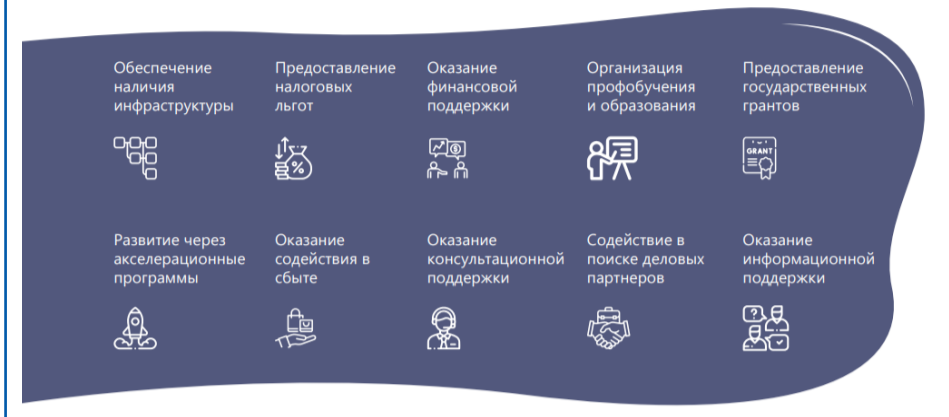 Обеспечение
наличия
инфраструктуры
Предоставление
налоговых
льгот
Оказание
финансовой
поддержки
Организация
профобучения
и образования
Предоставление
государственных
грантов
GRANT
Развитие через
акселерационные
программы
Оказание
содействия в
сбыте
Оказание
консультационной
поддержки
Содействие в
поиске деловых
партнеров
Оказание
информационной
поддержки